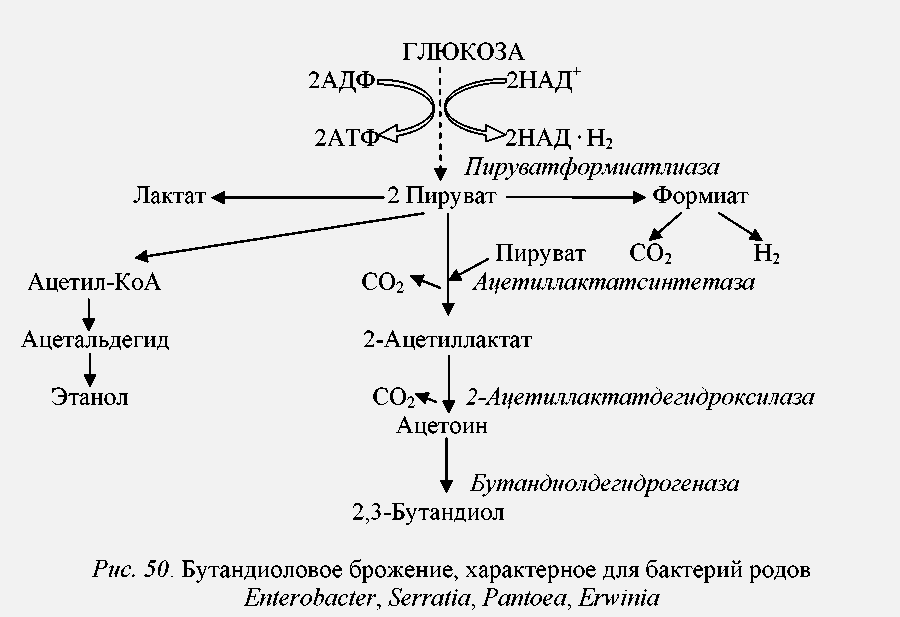 ГЛЮКОЗА
2АДФ 2НАД⁺
2АТФ 2НАД · H₂
Пируватформиатлиаза
Лактат 2 Пируват Формиат
Пируват CO₂ H₂
Ацетил-КоА CO₂ Ацетиллактатсинтетаза
Ацетальдегид 2-Ацетиллактат
Этанол CO₂ 2-Ацетиллактатдегидроксилаза
Ацетоин
Бутандиолдегидрогеназа
2,3-Бутандиол
Рис. 50. Бутандиоловое брожение, характерное для бактерий родов
Enterobacter, Serratia, Pantoea, Erwinia